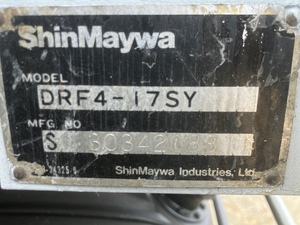 ShinMaywa
MODEL
DRF4-17SY
MFG. NO
S
ShinMaywa Industries, Ltd.